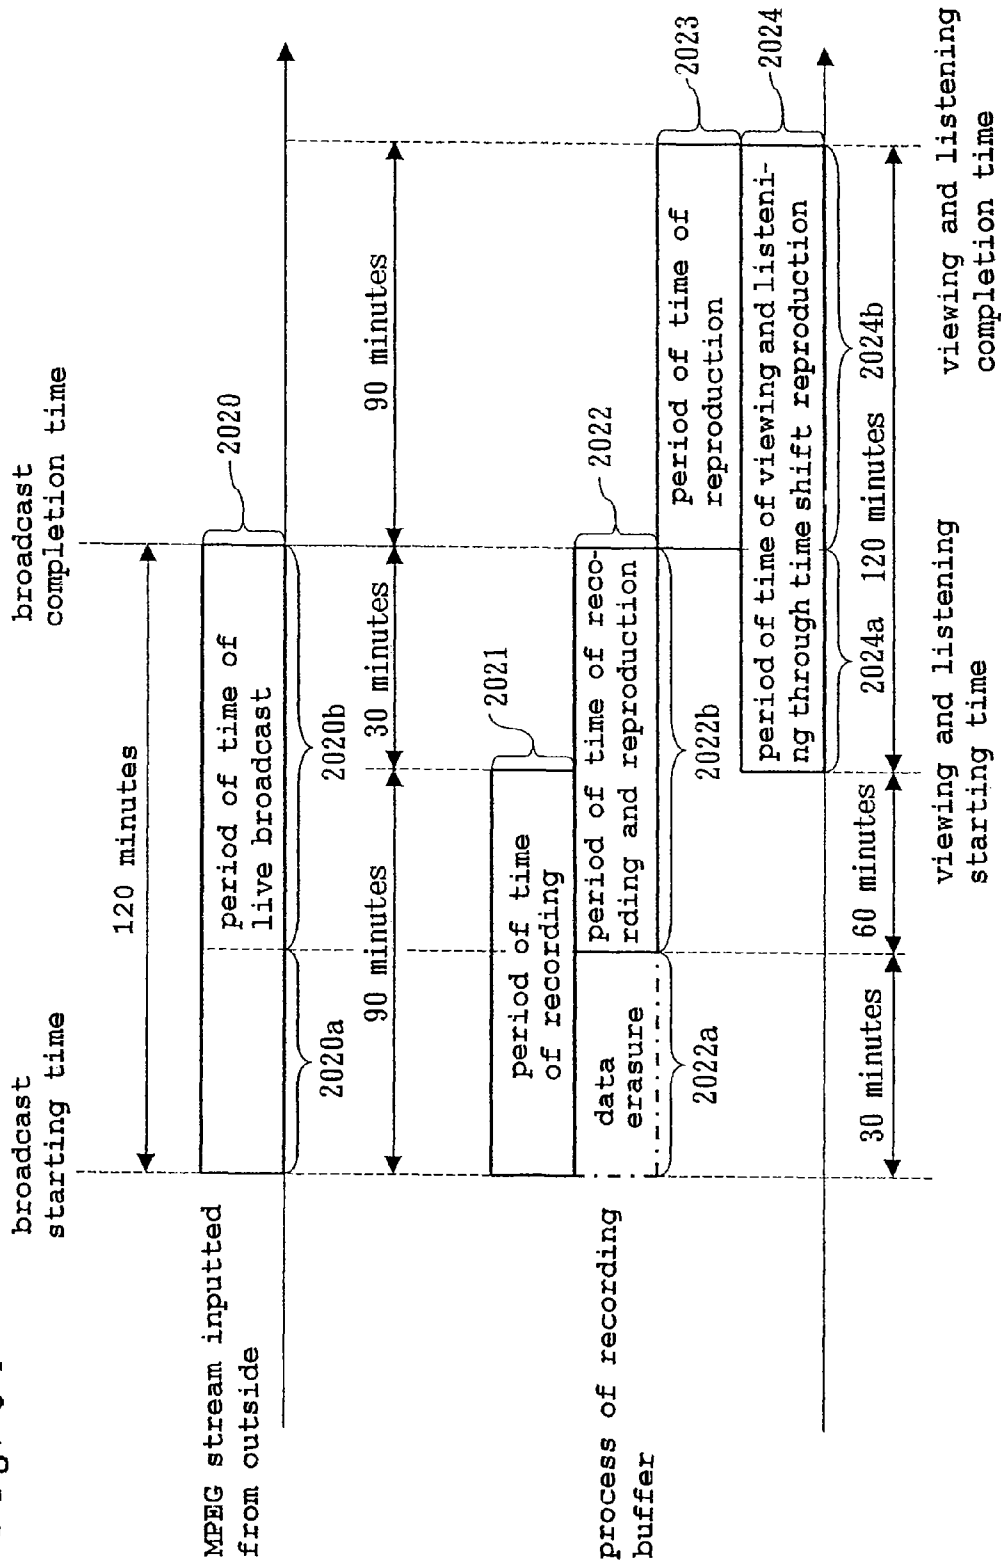 broadcast
starting time
broadcast
completion time
120 minutes
MPEG stream inputted
from outside
period of time of
live broadcast
2020
2020a
2020b
90 minutes
30 minutes
90 minutes
process of recording
buffer
period of time
of recording
2021
data
erasure
period of time of reco-
rding and reproduction
2022
2022a
2022b
period of time of
reproduction
2023
period of time of viewing and listeni-
ng through time shift reproduction
2024
2024a
2024b
30 minutes
60 minutes
120 minutes
viewing and listening
starting time
viewing and listening
completion time